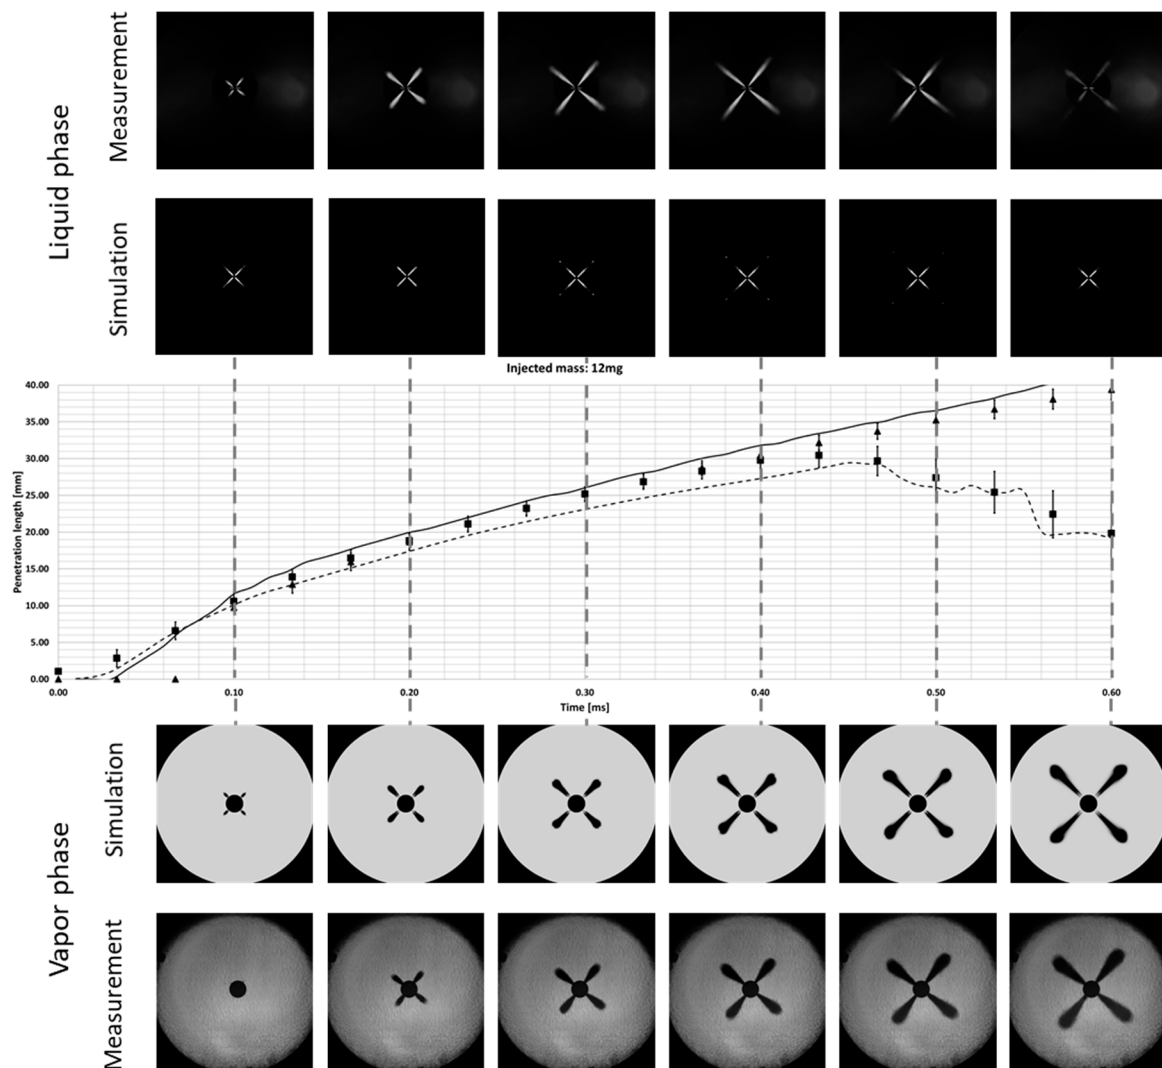 Liquid phase
Measurement
Simulation
Injected mass: 12mg
Penetration length [mm]
40.00
35.00
30.00
25.00
20.00
15.00
10.00
5.00
0.00
0.00 0.10 0.20 0.30 0.40 0.50 0.60
Time [ms]
Vapor phase
Simulation
Measurement